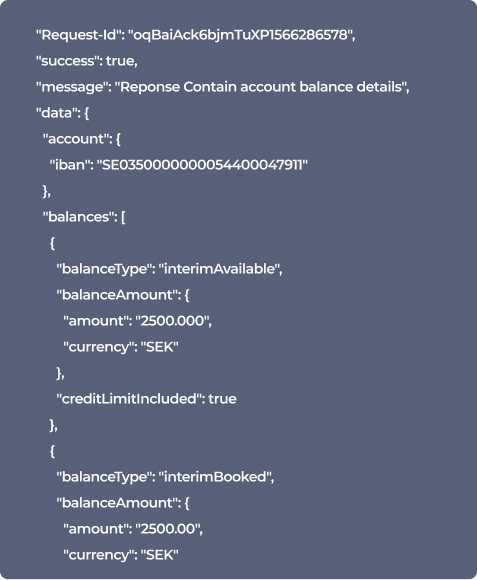 "Request-Id": "oqBaiAck6bjmTuXP1566286578",
"success": true,
"message": "Reponse Contain account balance details",
"data": {
"account": {
"iban": "SE0350000000054400047911"
},
"balances": [
{
"balanceType": "interimAvailable",
"balanceAmount": {
"amount": "2500.000",
"currency": "SEK"
},
"creditLimitIncluded": true
},
{
"balanceType": "interimBooked",
"balanceAmount": {
"amount": "2500.00",
"currency": "SEK"